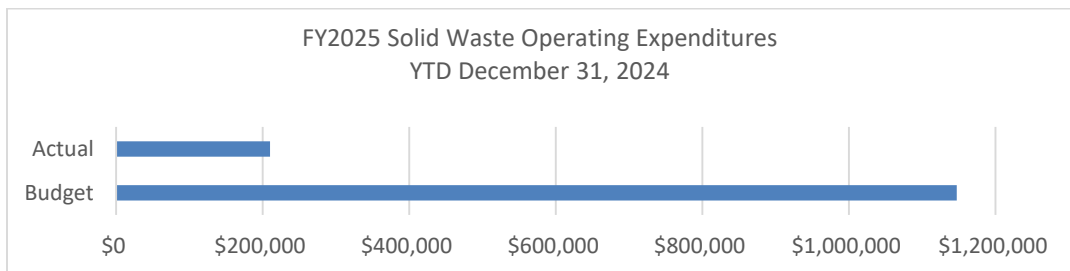 FY2025 Solid Waste Operating Expenditures
YTD December 31, 2024
Actual
Budget
$0 $200,000 $400,000 $600,000 $800,000 $1,000,000 $1,200,000